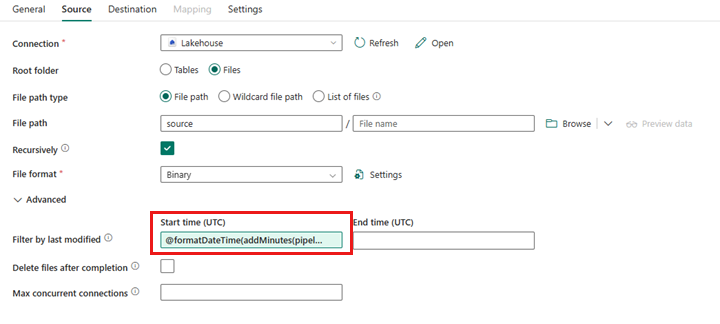 General Source Destination Mapping Settings
Connection * Lakehouse Refresh Open
Root folder Tables Files
File path type File path Wildcard file path List of files
File path source / File name Browse Preview data
Recursively
File format * Binary Settings
Advanced
Start time (UTC) End time (UTC)
Filter by last modified @formatDateTime(addMinutes(pipel...
Delete files after completion
Max concurrent connections